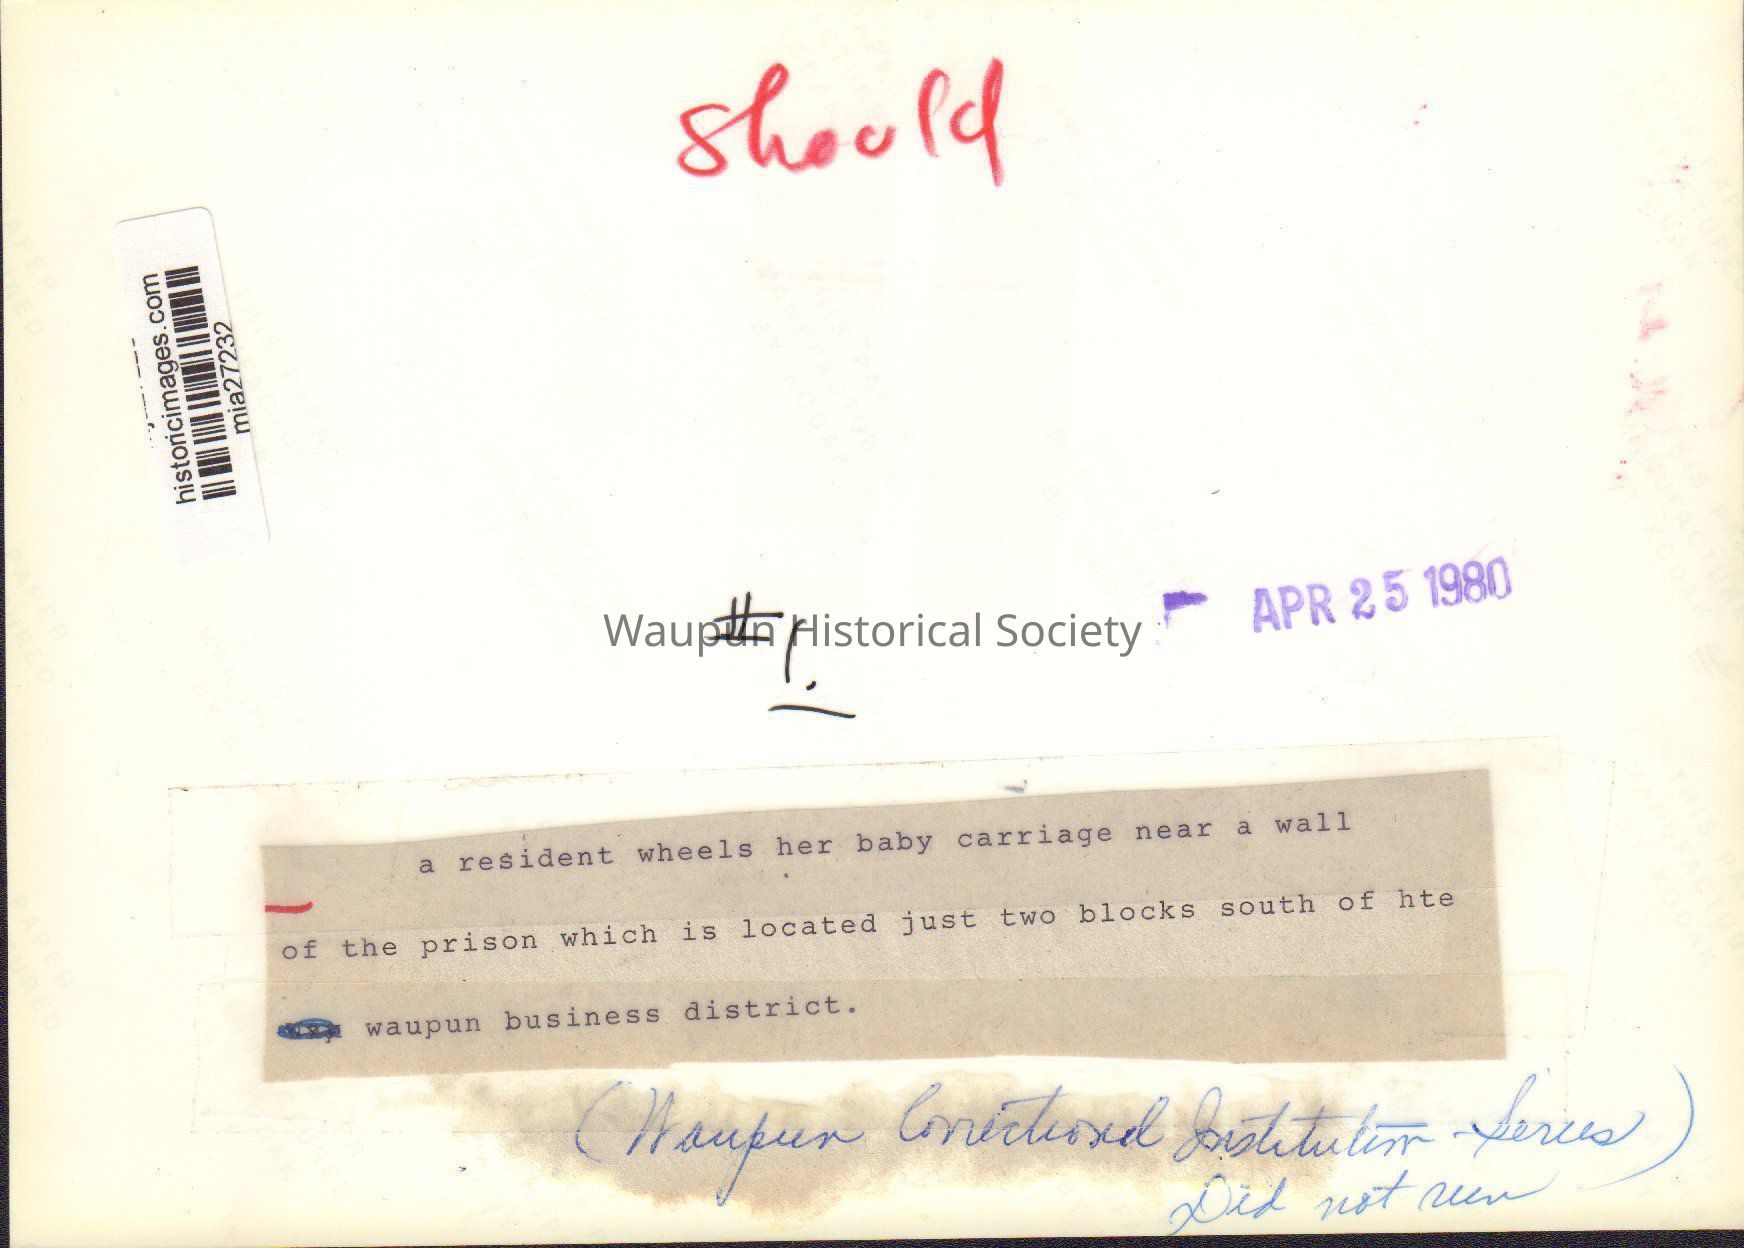 should
historicimages.com
mia27232
APR 25 1980
Waupun Historical Society
#1.
a resident wheels her baby carriage near a wall
of the prison which is located just two blocks south of hte
waupun business district.
(Waupun Correctional Institution - Series)
Did not run